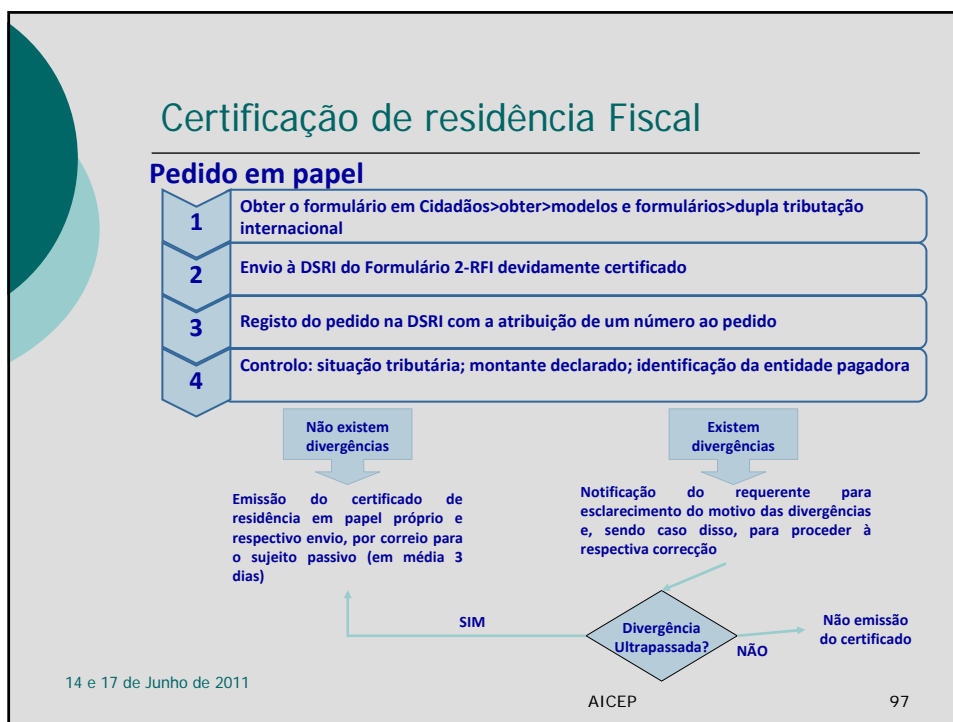 Certificação de residência Fiscal
Pedido em papel
1
Obter o formulário em Cidadãos>obter>modelos e formulários>dupla tributação
internacional
2
Envio à DSRI do Formulário 2-RFI devidamente certificado
3
Registo do pedido na DSRI com a atribuição de um número ao pedido
4
Controlo: situação tributária; montante declarado; identificação da entidade pagadora
Não existem
divergências
Emissão do certificado de
residência em papel próprio e
respectivo envio, por correio para
o sujeito passivo (em média 3
dias)
Existem
divergências
Notificação do requerente para
esclarecimento do motivo das divergências
e, sendo caso disso, para proceder à
respectiva correcção
SIM
Divergência
Ultrapassada?
NÃO
Não emissão
do certificado
14 e 17 de Junho de 2011
AICEP
97